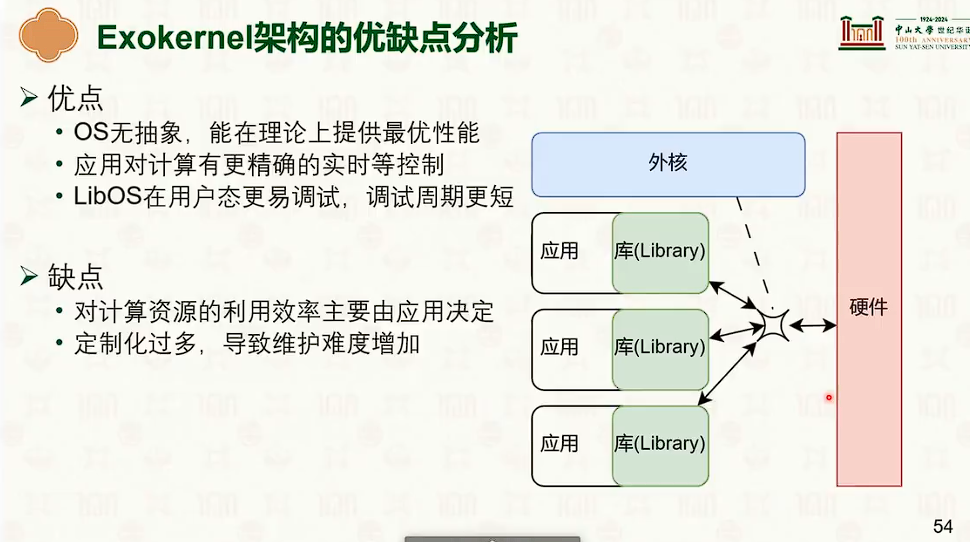 Exokernel架构的优缺点分析
1924-2024
中山大学 世纪华诞
100th ANNIVERSARY
SUN YAT-SEN UNIVERSITY
➢ 优点
• OS无抽象，能在理论上提供最优性能
• 应用对计算有更精确的实时等控制
• LibOS在用户态更易调试，调试周期更短
➢ 缺点
• 对计算资源的利用效率主要由应用决定
• 定制化过多，导致维护难度增加
外核
应用 库(Library)
应用 库(Library)
应用 库(Library)
硬件
54